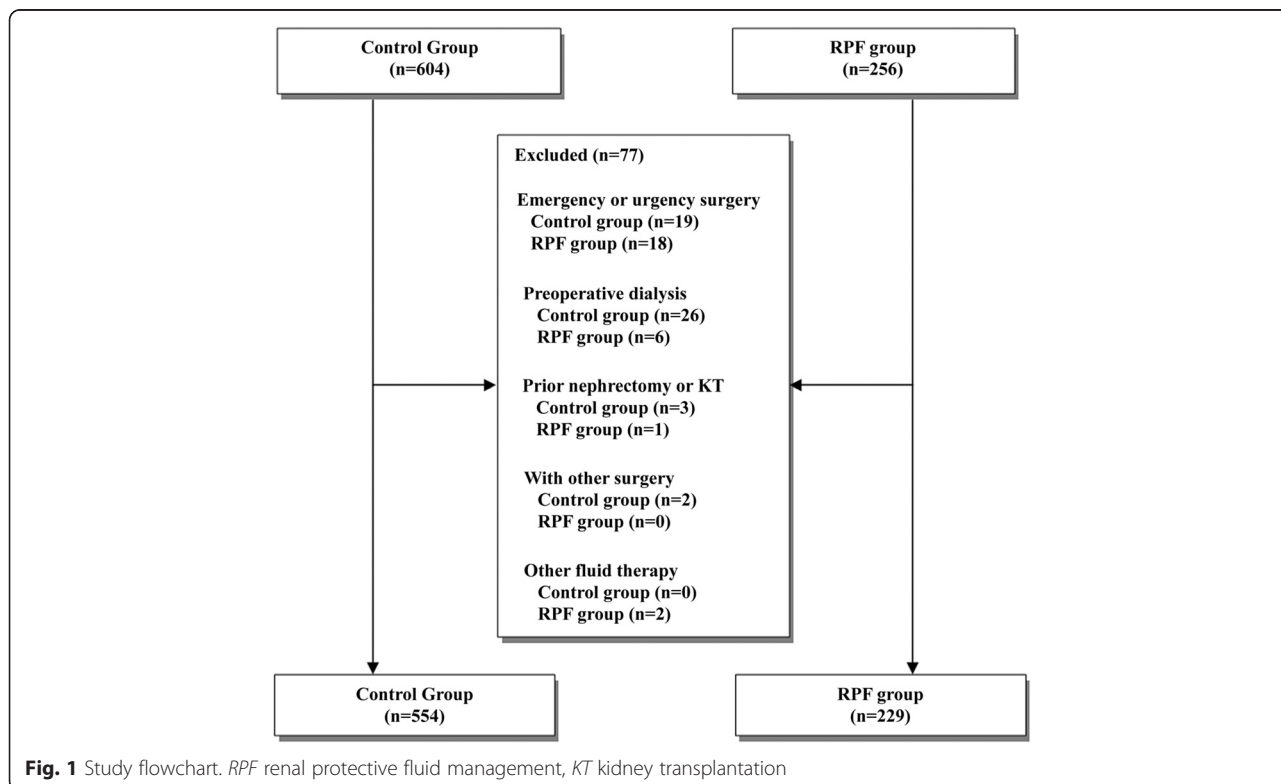 Control Group
(n=604)
RPF group
(n=256)
Excluded (n=77)
Emergency or urgency surgery
Control group (n=19)
RPF group (n=18)
Preoperative dialysis
Control group (n=26)
RPF group (n=6)
Prior nephrectomy or KT
Control group (n=3)
RPF group (n=1)
With other surgery
Control group (n=2)
RPF group (n=0)
Other fluid therapy
Control group (n=0)
RPF group (n=2)
Control Group
(n=554)
RPF group
(n=229)
Fig. 1 Study flowchart. RPF renal protective fluid management, KT kidney transplantation